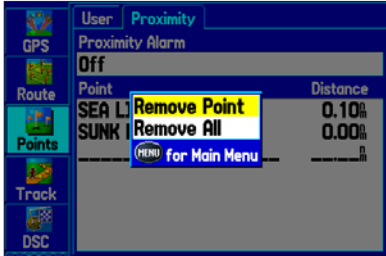 User Proximity
GPS
Proximity Alarm
Off
Route
Point Distance
SEA L 0.10
SUNK 0.00
Remove Point
Remove All
MENU for Main Menu
Points
Track
DSC